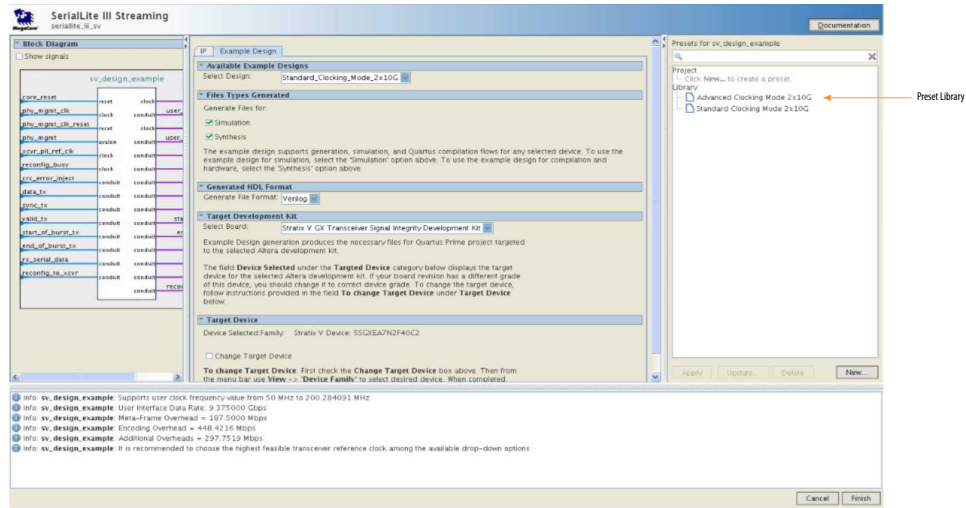 SerialLite III Streaming
seriallite_iii_sv
MegaCore
Documentation
Block Diagram
Show signals
sv_design_example
core_reset
phy_mgmt_clk
phy_mgmt_clk_reset
phy_mgmt
xcvr_pll_ref_clk
reconfig_busy
crc_error_inject
data_tx
sync_tx
valid_tx
start_of_burst_tx
end_of_burst_tx
rx_serial_data
reconfig_to_xcvr
reset clock
clock conduit
reset clock
avalon conduit
clock conduit
clock conduit
conduit conduit
conduit conduit
conduit conduit
conduit conduit
conduit conduit
conduit conduit
conduit conduit
conduit
user_
user_
sta
er
recor
IP Example Design
Available Example Designs
Select Design: Standard_Clocking_Mode_2x10G
Files Types Generated
Generate Files for:
Simulation
Synthesis
The example design supports generation, simulation, and Quartus compilation flows for any selected device. To use the
example design for simulation, select the 'Simulation' option above. To use the example design for compilation and
hardware, select the 'Synthesis' option above.
Generated HDL Format
Generate File Format: Verilog
Target Development Kit
Select Board: Stratix V GX Transceiver Signal Integrity Development Kit
Example Design generation produces the necessary files for Quartus Prime project targeted
to the selected Altera development kit.
The field Device Selected under the Targted Device category below displays the target
device for the selected Altera development kit. If your board revision has a different grade
of this device, you should change it to correct device grade. To change the target device,
follow instructions provided in the field To change Target Device under Target Device
below.
Target Device
Device Selected:Family: Stratix V Device: 5SGXEA7N2F40C2
Change Target Device
To change Target Device: First check the Change Target Device box above. Then from
the menu bar use View -> 'Device Family' to select desired device. When completed,
Presets for sv_design_example
Project
Click New... to create a preset.
Library
Advanced Clocking Mode 2x10G
Standard Clocking Mode 2x10G
Preset Library
Apply Update... Delete New...
Info: sv_design_example: Supports user clock frequency value from 50 MHz to 200.284091 MHz
Info: sv_design_example: User Interface Data Rate: 9.375000 Gbps
Info: sv_design_example: Meta-Frame Overhead = 187.5000 Mbps
Info: sv_design_example: Encoding Overhead = 448.4216 Mbps
Info: sv_design_example: Additional Overheads = 297.7519 Mbps
Info: sv_design_example: It is recommended to choose the highest feasible transceiver reference clock among the available drop-down options
Cancel Finish